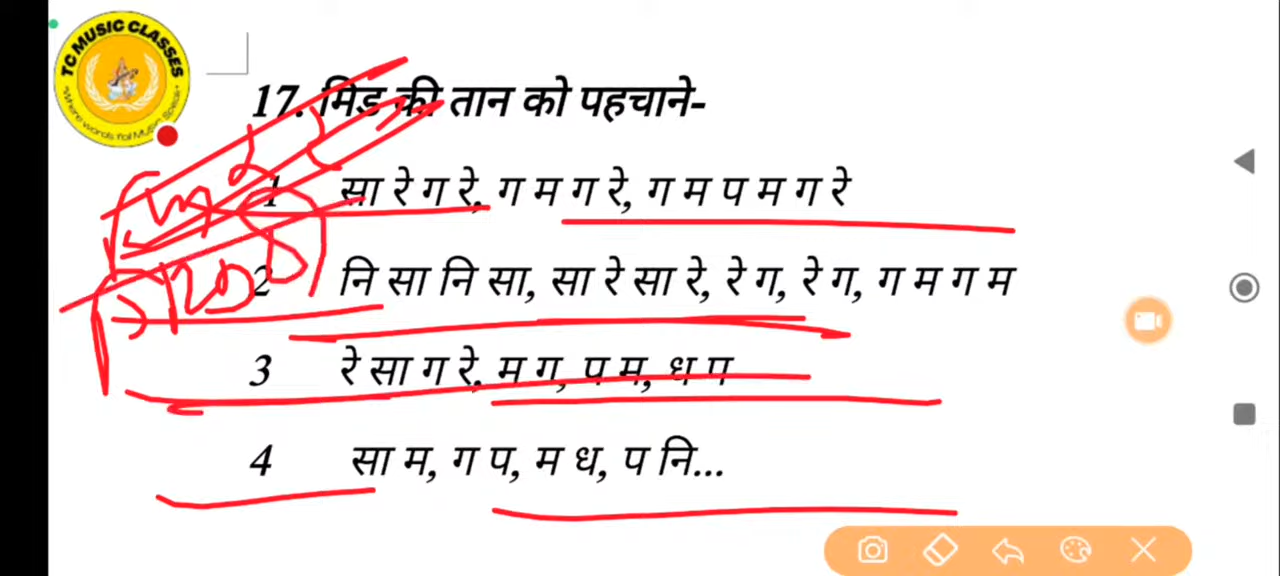 TC MUSIC CLASSES
17. मिड की तान को पहचाने-
1 सा रे ग रे, ग म ग रे, ग म प म ग रे
2 नि सा नि सा, सा रे सा रे, रे ग, रे ग, ग म ग म
3 रे सा ग रे, म ग, प म, ध प
4 सा म, ग प, म ध, प नि...